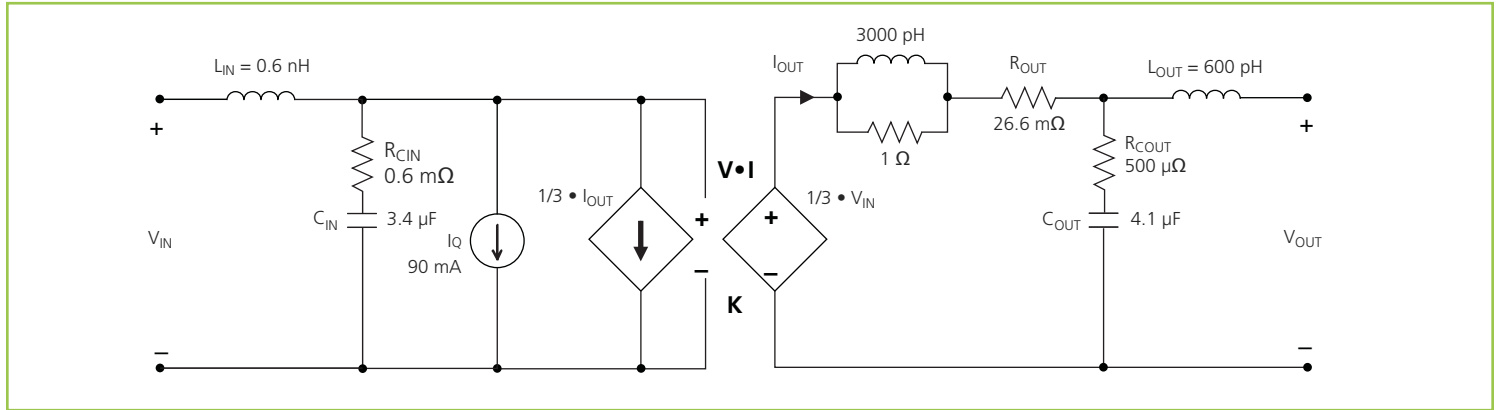 L_IN = 0.6 nH
+
R_CIN
0.6 mΩ
C_IN
3.4 μF
V_IN
–
I_Q
90 mA
1/3 • I_OUT
+
–
V•I
K
1/3 • V_IN
+
–
I_OUT
3000 pH
1 Ω
R_OUT
26.6 mΩ
L_OUT = 600 pH
R_COUT
500 μΩ
C_OUT
4.1 μF
+
V_OUT
–